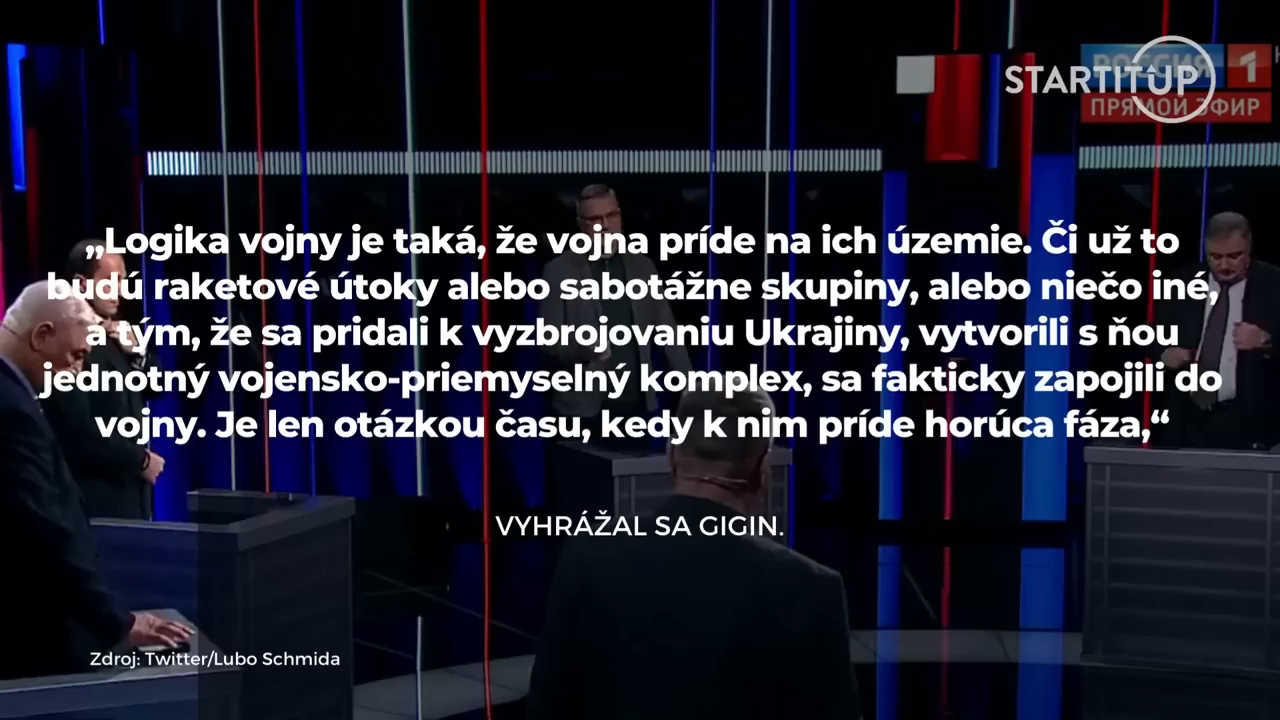 РОССИЯ 1
STARTITUP
ПРЯМОЙ ЭФИР
„Logika vojny je taká, že vojna príde na ich územie. Či už to
budú raketové útoky alebo sabotážne skupiny, alebo niečo iné,
a tým, že sa pridali k vyzbrojovaniu Ukrajiny, vytvorili s ňou
jednotný vojensko-priemyselný komplex, sa fakticky zapojili do
vojny. Je len otázkou času, kedy k nim príde horúca fáza,“
VYHRÁŽAL SA GIGIN.
Zdroj: Twitter/Lubo Schmida